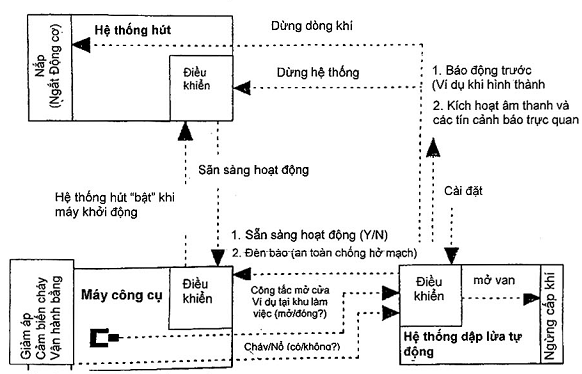 Hệ thống hút
Nắp
(Ngắt Động cơ)
Điều
khiển
Dừng dòng khí
Dừng hệ thống
1. Báo động trước
(Ví dụ khi hình thành
2. Kích hoạt âm thanh và
các tín cảnh báo trực quan
Sẵn sàng hoạt động
Hệ thống hút “bật” khi
máy khởi động
Cài đặt
1. Sẵn sàng hoạt động (Y/N)
2. Đèn báo (an toàn chống hở mạch)
Giảm áp
Cảm biến cháy
Vận hành bằng
Máy công cụ
Điều
khiển
Công tắc mở cửa
Ví dụ tại khu làm
việc (mở/đóng?)
Cháy/Nổ (có/không?)
Điều
khiển
mở van
Ngừng cấp khí
Hệ thống dập lửa tự
động